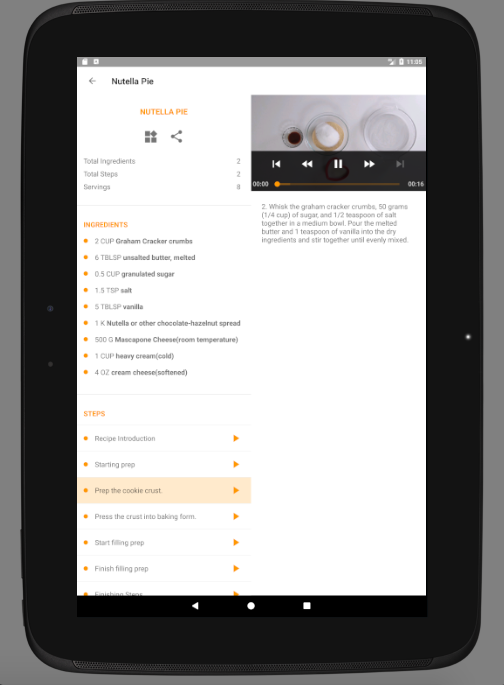 11:05
Nutella Pie
NUTELLA PIE
Total Ingredients 2
Total Steps 2
Servings 8
INGREDIENTS
2 CUP Graham Cracker crumbs
6 TBLSP unsalted butter, melted
0.5 CUP granulated sugar
1.5 TSP salt
5 TBLSP vanilla
1 K Nutella or other chocolate-hazelnut spread
500 G Mascapone Cheese(room temperature)
1 CUP heavy cream(cold)
4 OZ cream cheese(softened)
STEPS
Recipe Introduction
Starting prep
Prep the cookie crust.
Press the crust into baking form.
Start filling prep
Finish filling prep
Finishing Steps
00:00 00:16
2. Whisk the graham cracker crumbs, 50 grams
(1/4 cup) of sugar, and 1/2 teaspoon of salt
together in a medium bowl. Pour the melted
butter and 1 teaspoon of vanilla into the dry
ingredients and stir together until evenly mixed.